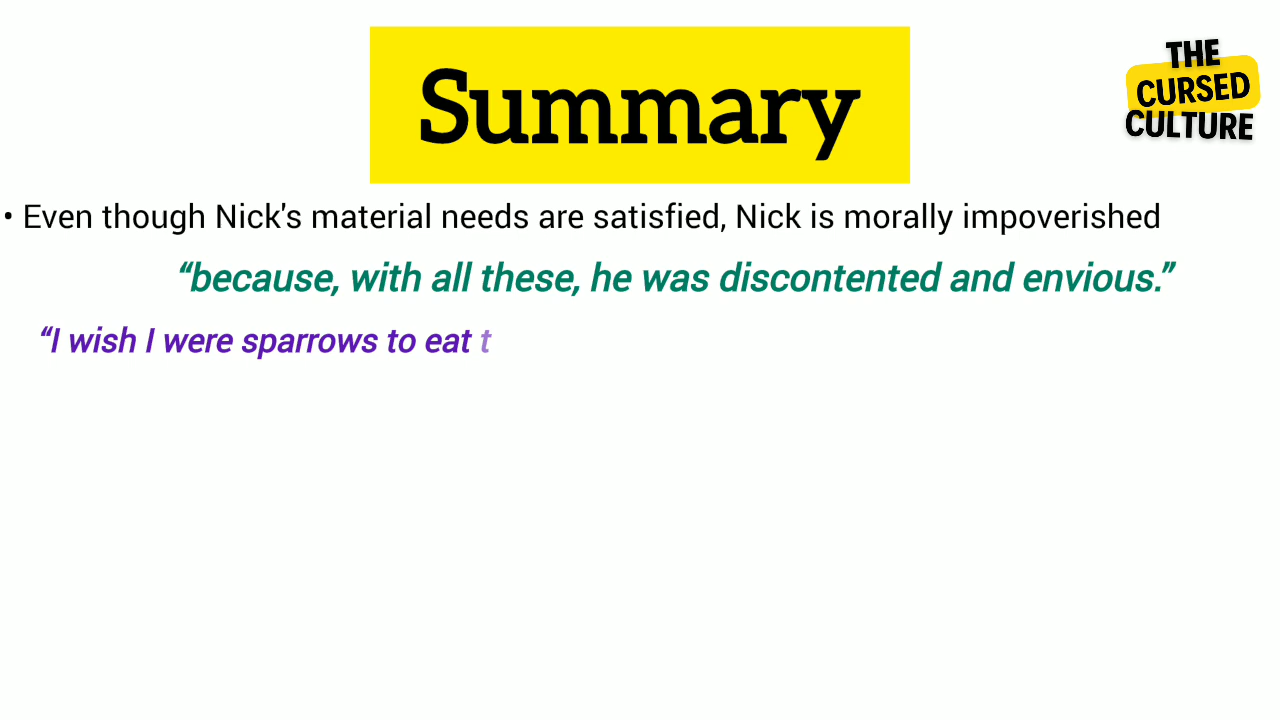 Summary
THE
CURSED
CULTURE
• Even though Nick's material needs are satisfied, Nick is morally impoverished
“because, with all these, he was discontented and envious.”
“I wish I were sparrows to eat t